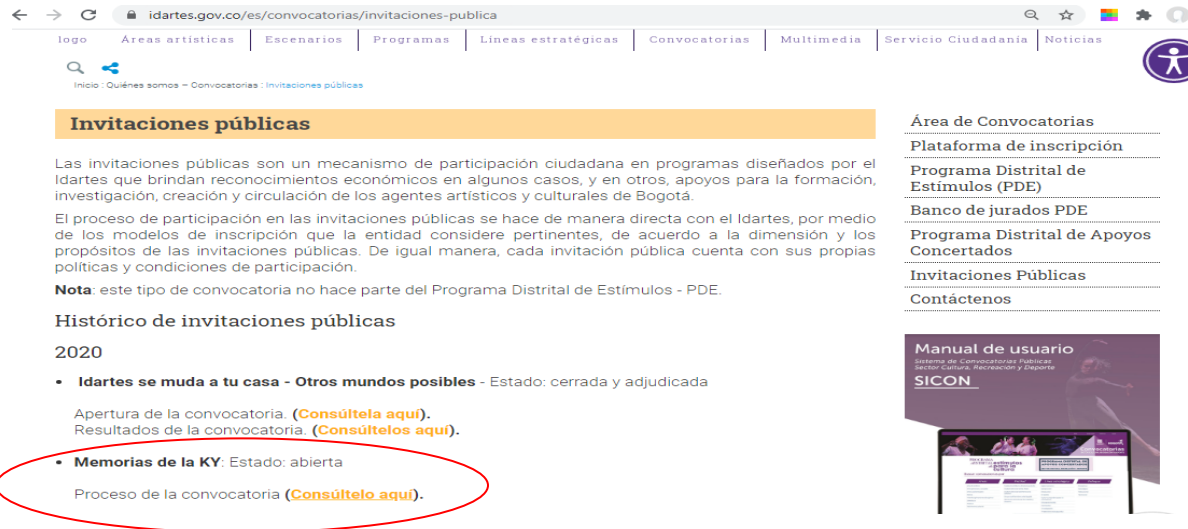 idartes.gov.co/es/convocatorias/invitaciones-publica
logo Áreas artísticas Escenarios Programas Líneas estratégicas Convocatorias Multimedia Servicio Ciudadanía Noticias
Inicio : Quiénes somos – Convocatorias : Invitaciones públicas
Invitaciones públicas
Las invitaciones públicas son un mecanismo de participación ciudadana en programas diseñados por el
Idartes que brindan reconocimientos económicos en algunos casos, y en otros, apoyos para la formación,
investigación, creación y circulación de los agentes artísticos y culturales de Bogotá.
El proceso de participación en las invitaciones públicas se hace de manera directa con el Idartes, por medio
de los modelos de inscripción que la entidad considere pertinentes, de acuerdo a la dimensión y los
propósitos de las invitaciones públicas. De igual manera, cada invitación pública cuenta con sus propias
políticas y condiciones de participación.
Nota: este tipo de convocatoria no hace parte del Programa Distrital de Estímulos - PDE.
Histórico de invitaciones públicas
2020
• Idartes se muda a tu casa - Otros mundos posibles - Estado: cerrada y adjudicada
Apertura de la convocatoria. (Consúltela aquí).
Resultados de la convocatoria. (Consúltelos aquí).
• Memorias de la KY: Estado: abierta
Proceso de la convocatoria (Consúltelo aquí).
Área de Convocatorias
Plataforma de inscripción
Programa Distrital de
Estímulos (PDE)
Banco de jurados PDE
Programa Distrital de Apoyos
Concertados
Invitaciones Públicas
Contáctenos
Manual de usuario
Sistema de Convocatorias Públicas
Sector Cultura, Recreación y Deporte
SICON